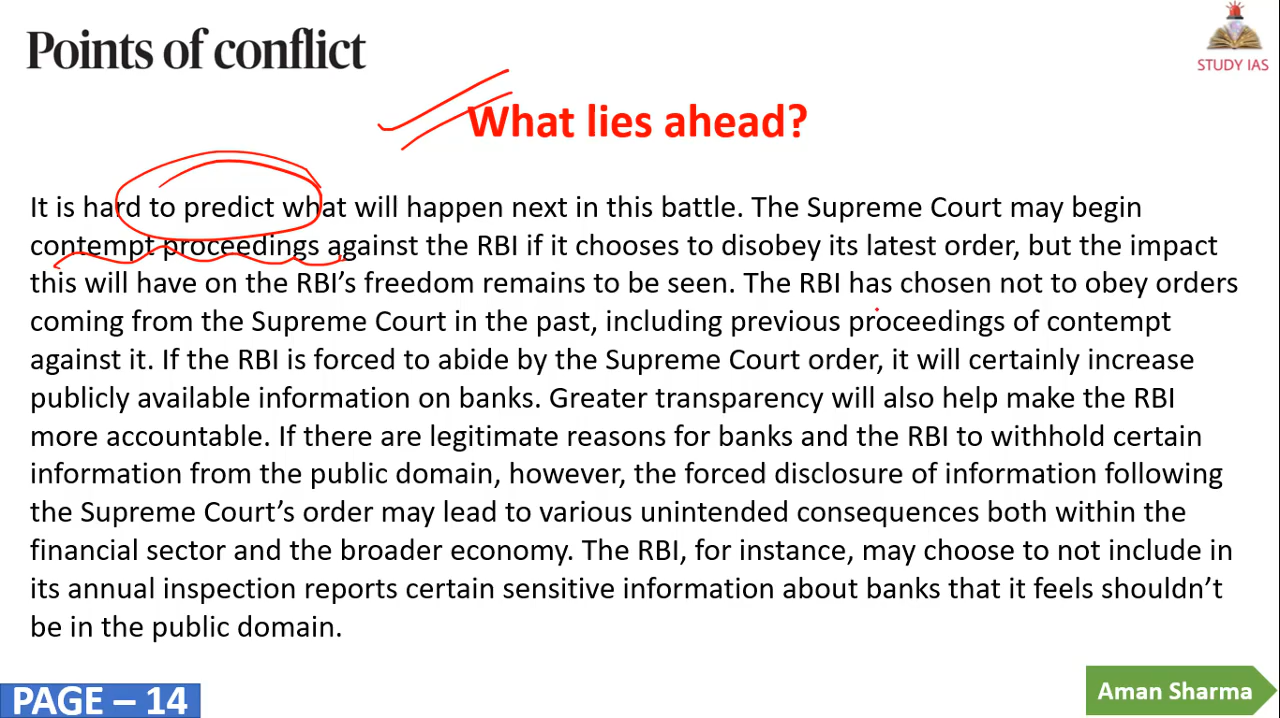 Points of conflict
STUDY IAS
What lies ahead?
It is hard to predict what will happen next in this battle. The Supreme Court may begin
contempt proceedings against the RBI if it chooses to disobey its latest order, but the impact
this will have on the RBI’s freedom remains to be seen. The RBI has chosen not to obey orders
coming from the Supreme Court in the past, including previous proceedings of contempt
against it. If the RBI is forced to abide by the Supreme Court order, it will certainly increase
publicly available information on banks. Greater transparency will also help make the RBI
more accountable. If there are legitimate reasons for banks and the RBI to withhold certain
information from the public domain, however, the forced disclosure of information following
the Supreme Court’s order may lead to various unintended consequences both within the
financial sector and the broader economy. The RBI, for instance, may choose to not include in
its annual inspection reports certain sensitive information about banks that it feels shouldn’t
be in the public domain.
PAGE – 14
Aman Sharma